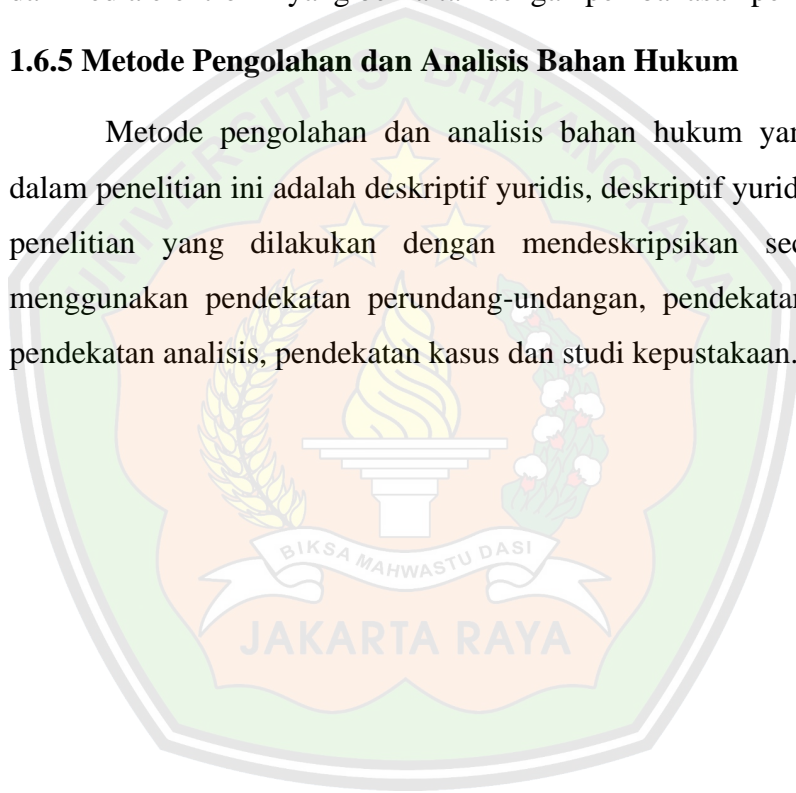 1.6.5 Metode Pengolahan dan Analisis Bahan Hukum
Metode pengolahan dan analisis bahan hukum
dalam penelitian ini adalah deskriptif yuridis, deskriptif
penelitian yang dilakukan dengan mendeskripsikan
menggunakan pendekatan perundang-undangan,
pendekatan analisis, pendekatan kasus dan studi kepustakaan.
UNIVERSITAS BHAYANGKARA
BIKSA MAHWASTU DASI
JAKARTA RAYA